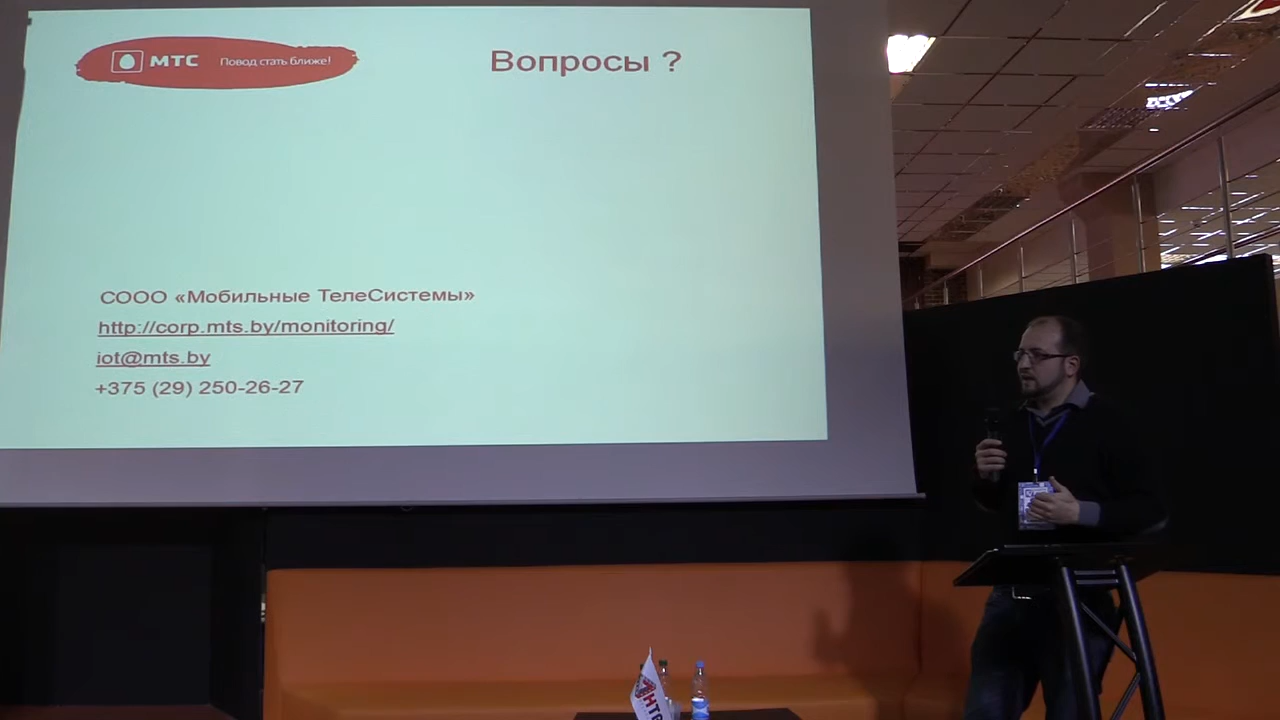 МТС Повод стать ближе!
Вопросы ?
СООО «Мобильные ТелеСистемы»
http://corp.mts.by/monitoring/
iot@mts.by
+375 (29) 250-26-27